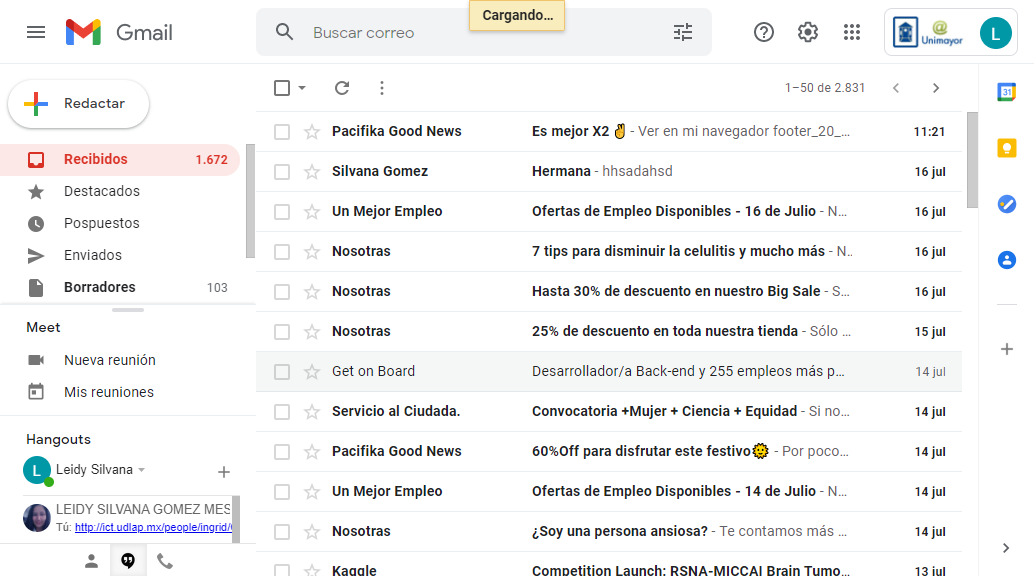 Gmail
Buscar correo
Cargando...
Unimayor
L
Redactar
1–50 de 2.831
Recibidos 1.672
Destacados
Pospuestos
Enviados
Borradores 103
Meet
Nueva reunión
Mis reuniones
Hangouts
L Leidy Silvana
LEIDY SILVANA GOMEZ MES
Tú: http://ict.udlap.mx/people/ingrid/
Pacifika Good News Es mejor X2 ✌ - Ver en mi navegador footer_20_... 11:21
Silvana Gomez Hermana - hhsadahsd 16 jul
Un Mejor Empleo Ofertas de Empleo Disponibles - 16 de Julio - N... 16 jul
Nosotras 7 tips para disminuir la celulitis y mucho más - N.. 16 jul
Nosotras Hasta 30% de descuento en nuestro Big Sale - S... 16 jul
Nosotras 25% de descuento en toda nuestra tienda - Sólo ... 15 jul
Get on Board Desarrollador/a Back-end y 255 empleos más p... 14 jul
Servicio al Ciudada. Convocatoria +Mujer + Ciencia + Equidad - Si no... 14 jul
Pacifika Good News 60%Off para disfrutar este festivo🌞 - Por poco... 14 jul
Un Mejor Empleo Ofertas de Empleo Disponibles - 14 de Julio - N... 14 jul
Nosotras ¿Soy una persona ansiosa? - Te contamos más ... 14 jul
Kaggle Competition Launch: RSNA-MICCAI Brain Tumo... 13 jul
31